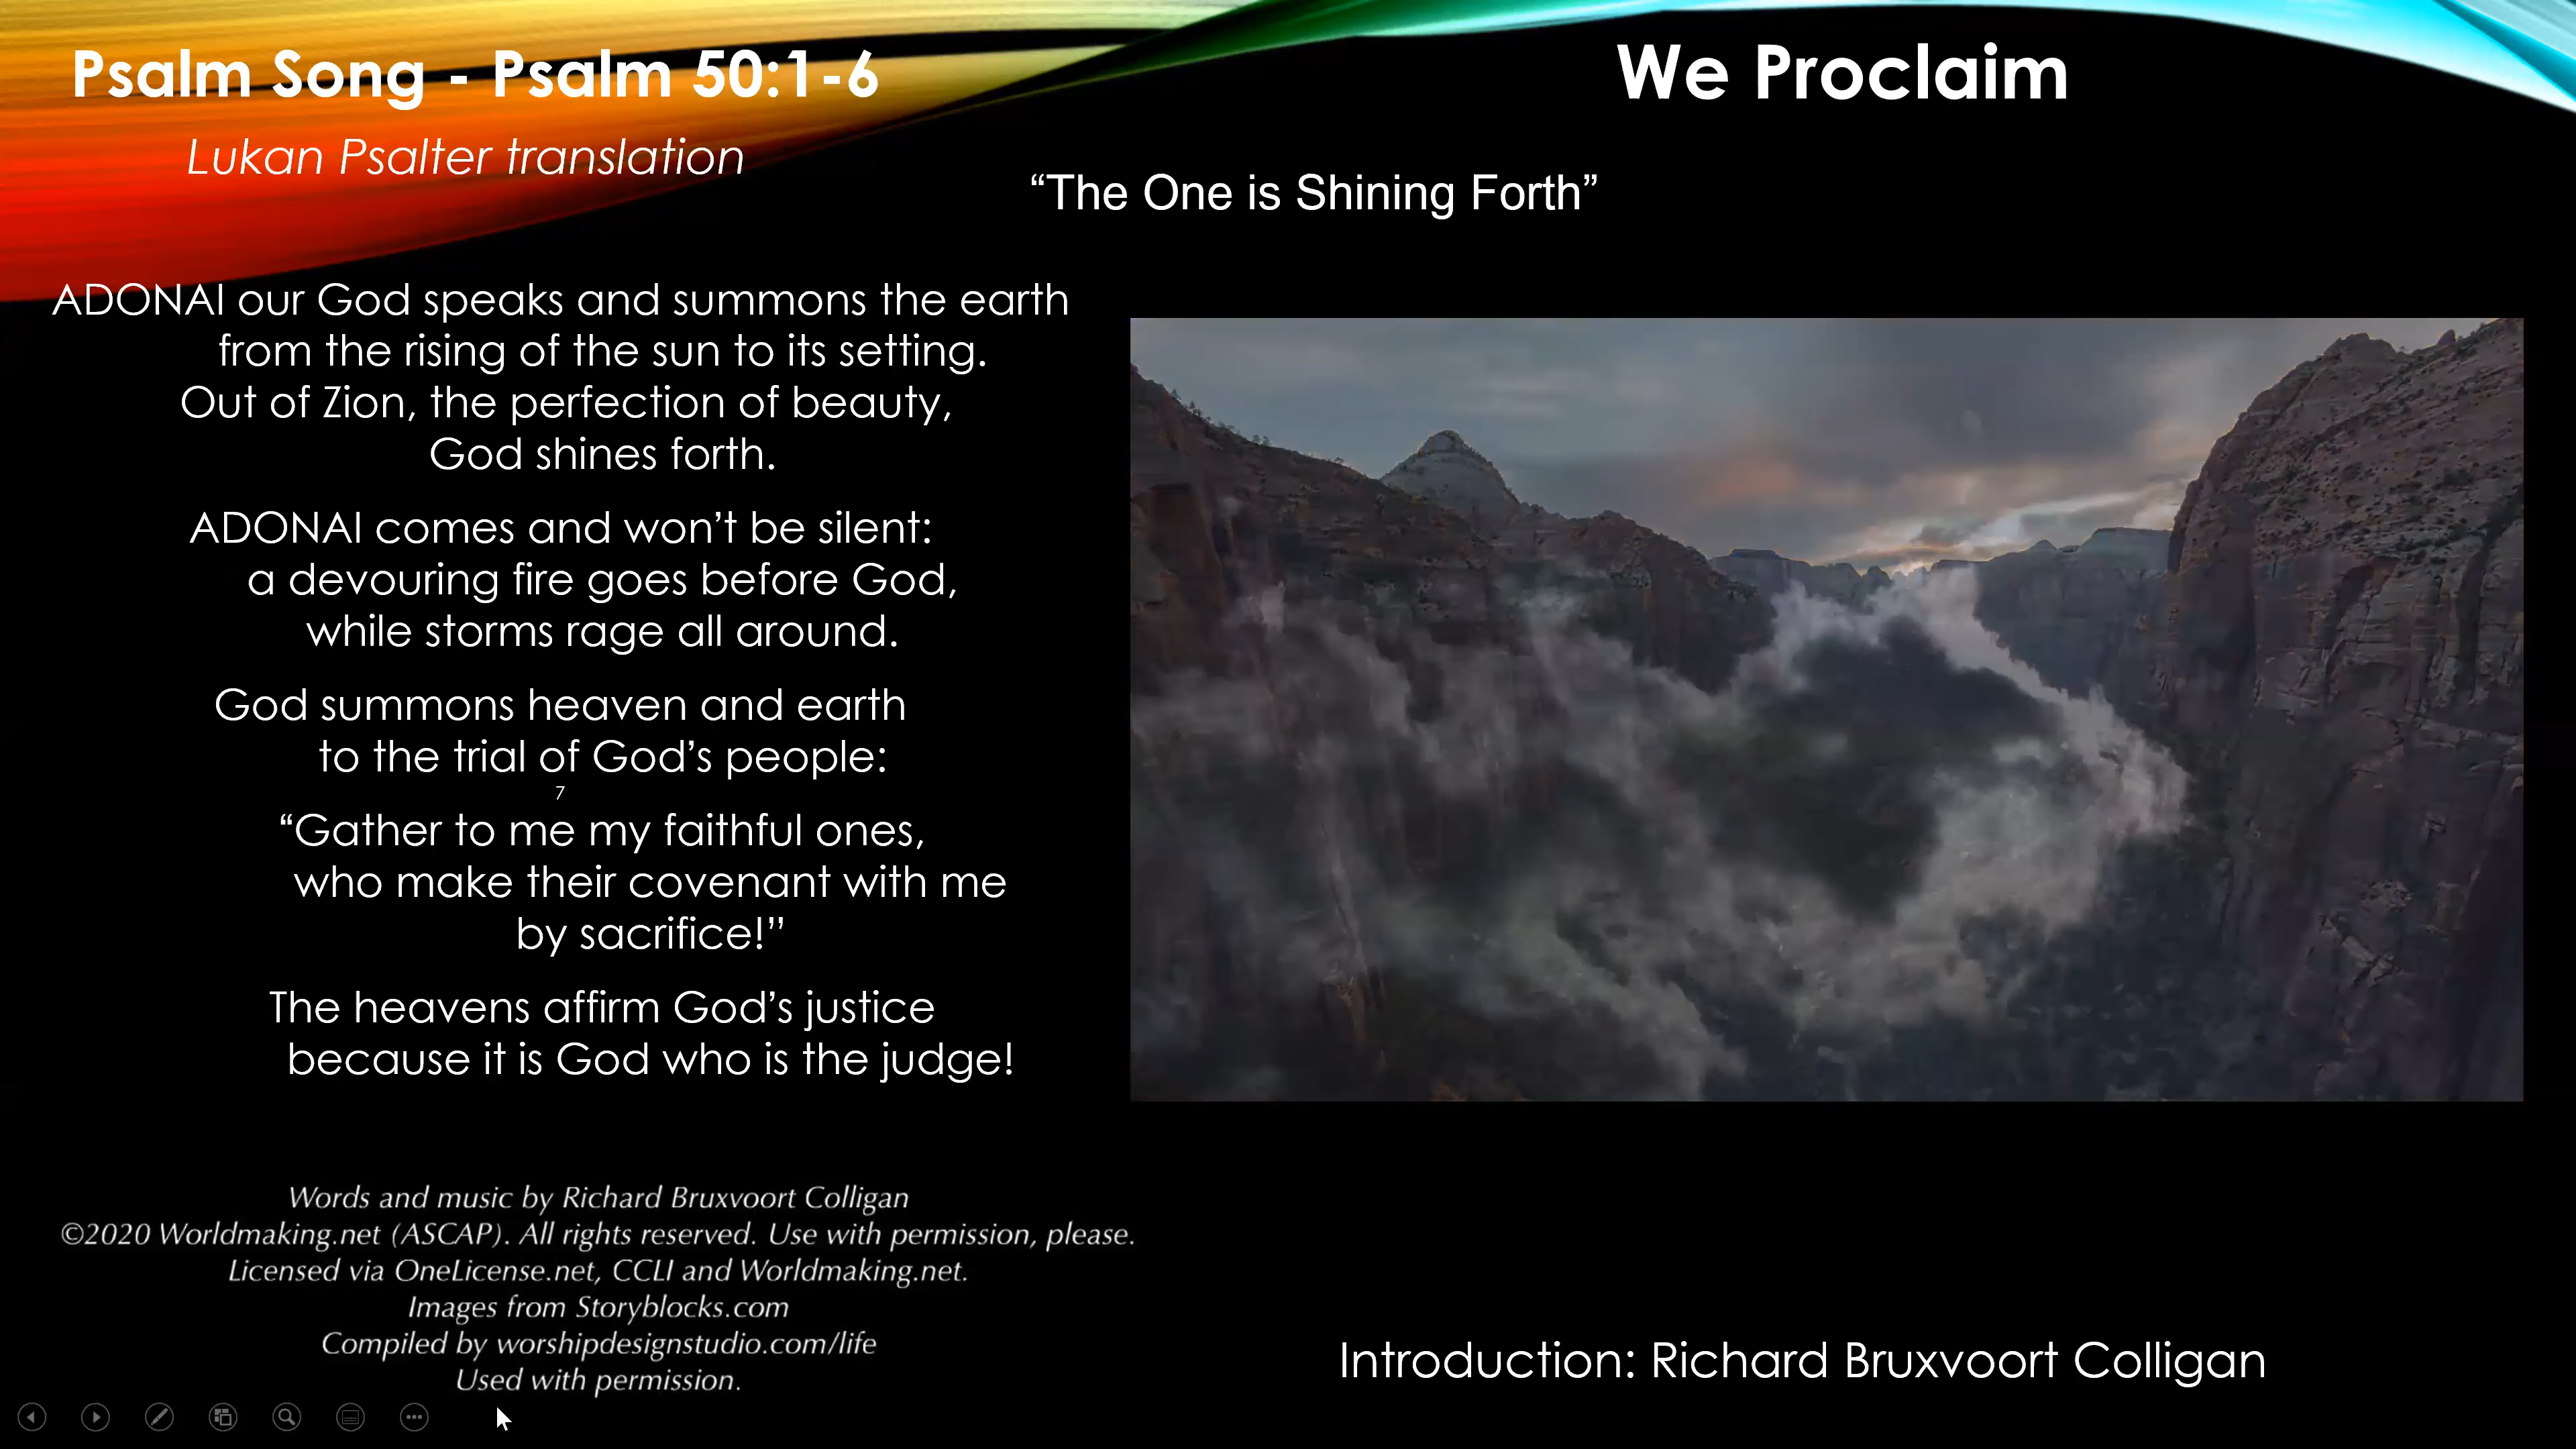 Psalm Song - Psalm 50:1-6
Lukan Psalter translation
We Proclaim
“The One is Shining Forth”
ADONAI our God speaks and summons the earth
from the rising of the sun to its setting.
Out of Zion, the perfection of beauty,
God shines forth.
ADONAI comes and won’t be silent:
a devouring fire goes before God,
while storms rage all around.
God summons heaven and earth
to the trial of God’s people:
7
“Gather to me my faithful ones,
who make their covenant with me
by sacrifice!”
The heavens affirm God’s justice
because it is God who is the judge!
Words and music by Richard Bruxvoort Colligan
©2020 Worldmaking.net (ASCAP). All rights reserved. Use with permission, please.
Licensed via OneLicense.net, CCLI and Worldmaking.net.
Images from Storyblocks.com
Compiled by worshipdesignstudio.com/life
Used with permission.
Introduction: Richard Bruxvoort Colligan